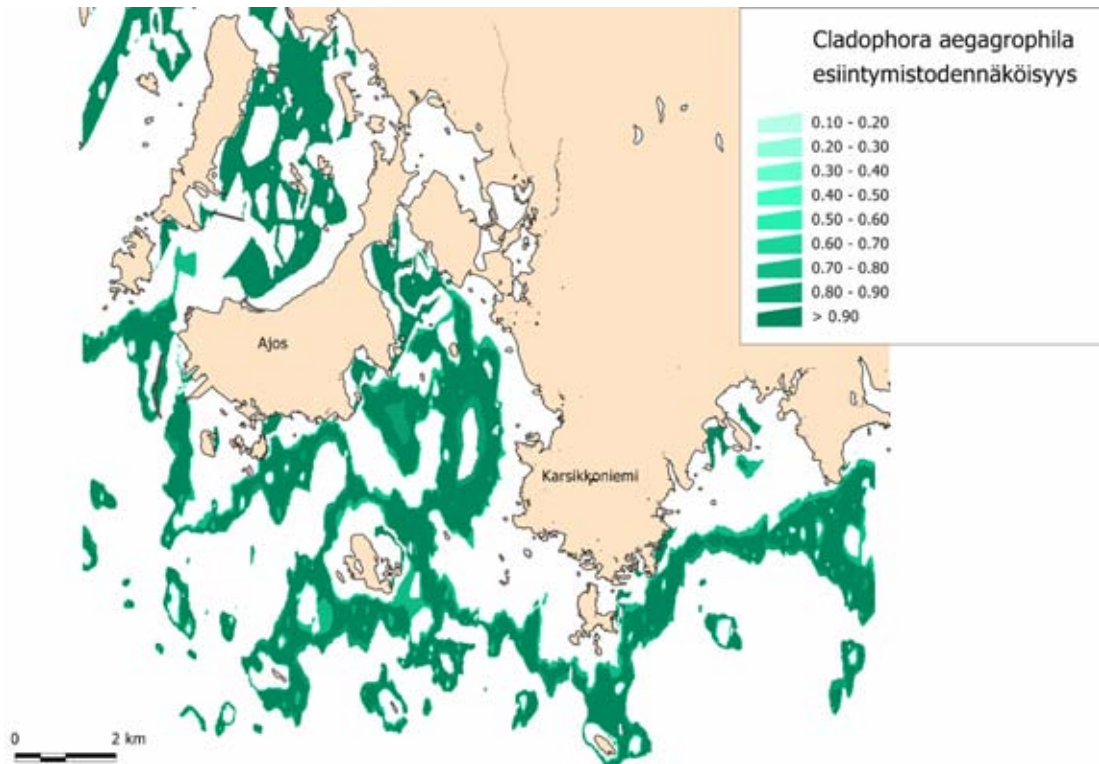 Cladophora aegagrophila
esiintymistodennäköisyys
0.10 - 0.20
0.20 - 0.30
0.30 - 0.40
0.40 - 0.50
0.50 - 0.60
0.60 - 0.70
0.70 - 0.80
0.80 - 0.90
> 0.90
Ajos
Karsikkoniemi
0 2 km